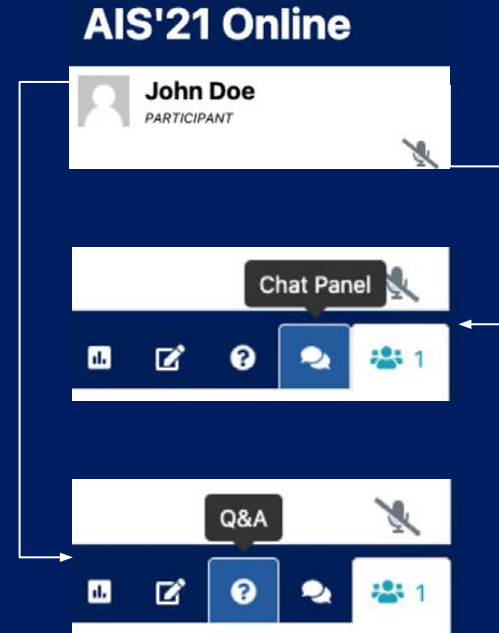 AIS'21 Online
John Doe
PARTICIPANT
Chat Panel
1
Q&A
1